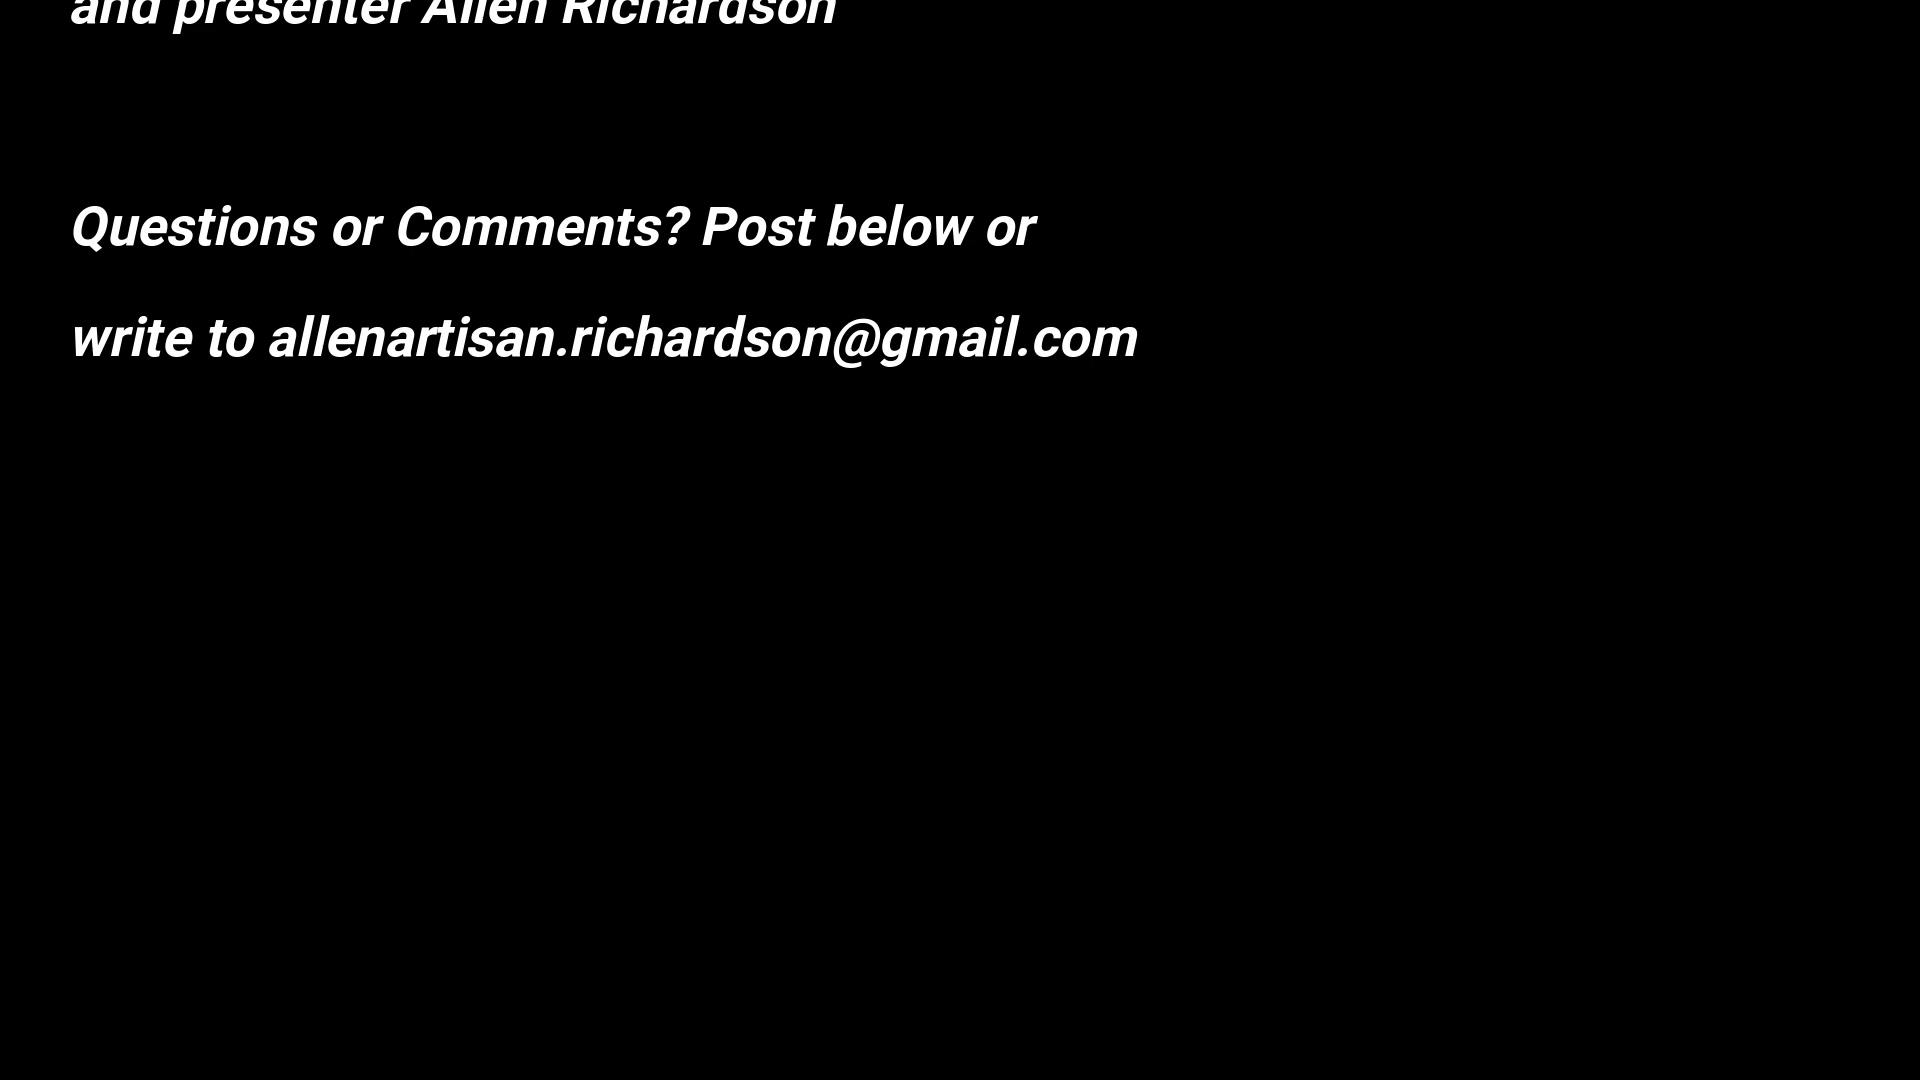 and presenter Allen Richardson
Questions or Comments? Post below or
write to allenartisan.richardson@gmail.com